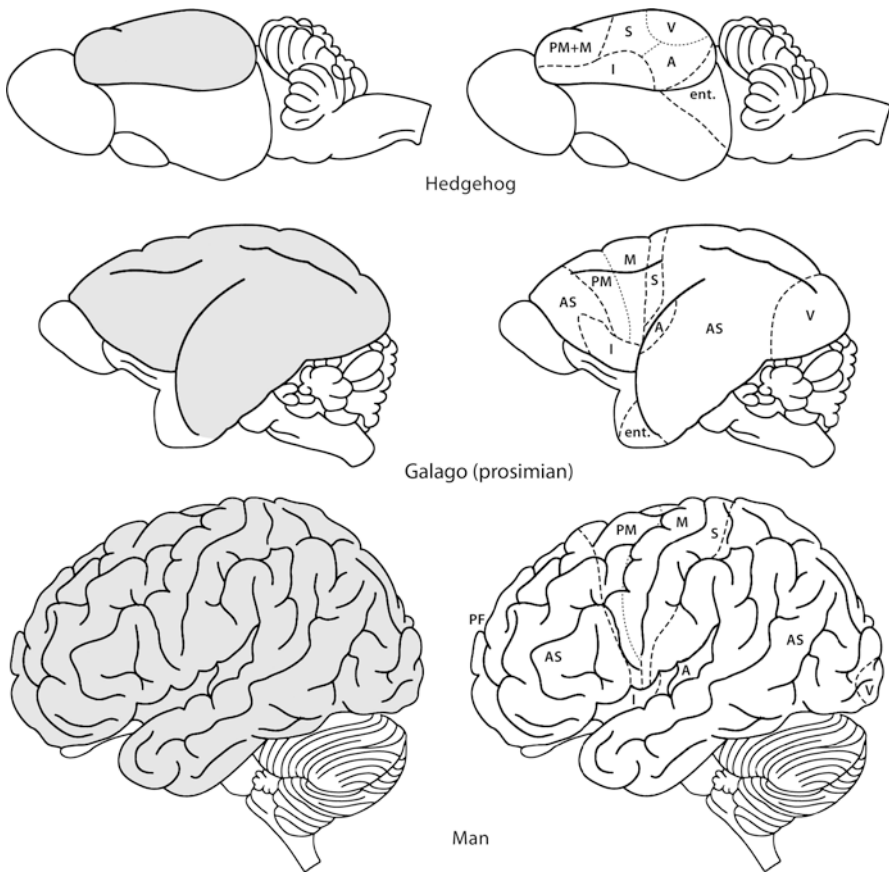 PM+M
S
V
I
A
ent.
Hedgehog
M
PM
S
AS
A
AS
V
I
ent.
Galago (prosimian)
PM
M
S
PF
AS
AS
A
V
I
Man